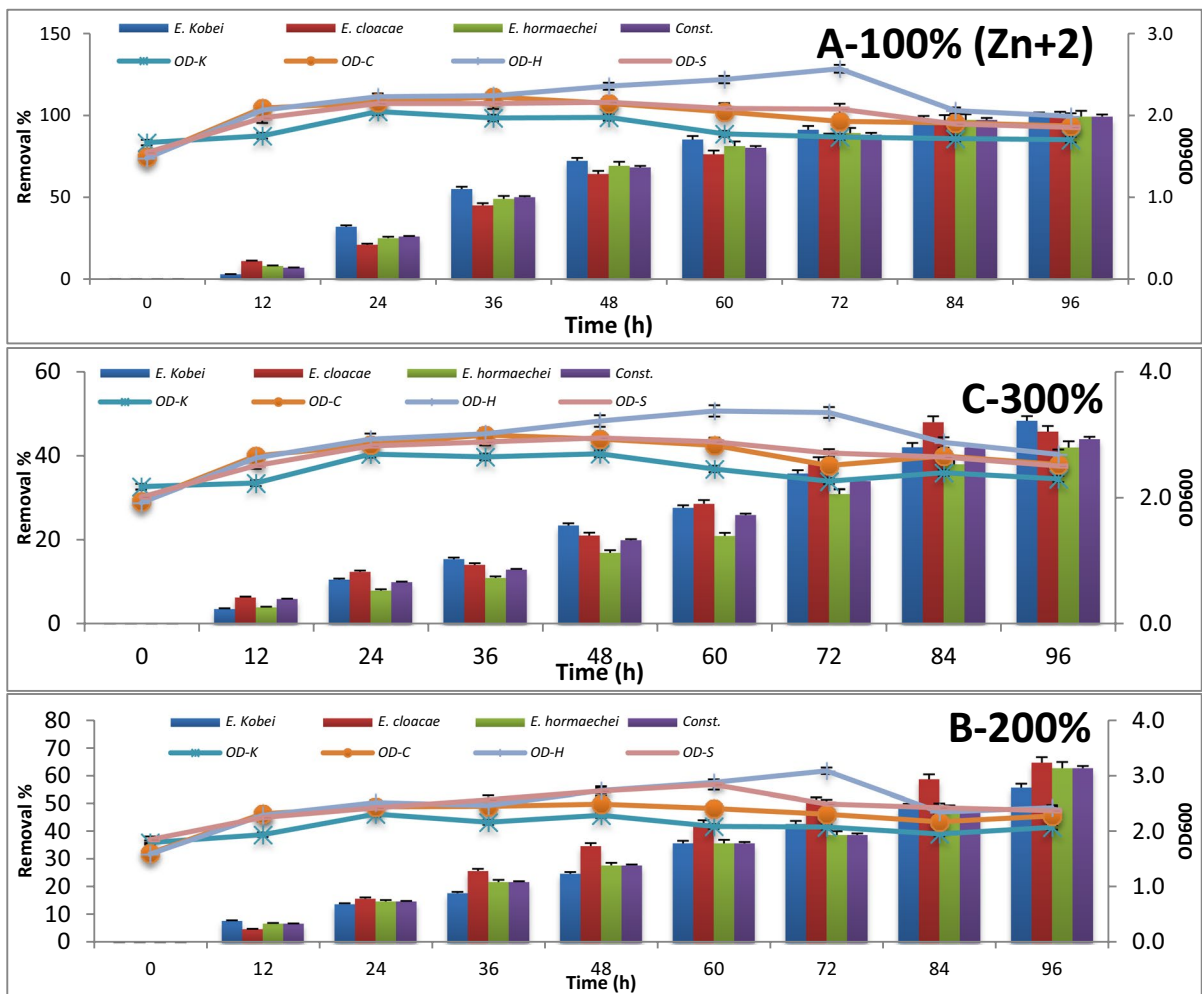 A-100% (Zn+2)
E. Kobei E. cloacae E. hormaechei Const.
OD-K OD-C OD-H OD-S
Removal %
150
100
50
0
OD600
3.0
2.0
1.0
0.0
0 12 24 36 48 60 72 84 96
Time (h)
C-300%
E. Kobei E. cloacae E. hormaechei Const.
OD-K OD-C OD-H OD-S
Removal %
60
40
20
0
OD600
4.0
2.0
0.0
0 12 24 36 48 60 72 84 96
Time (h)
B-200%
E. Kobei E. cloacae E. hormaechei Const.
OD-K OD-C OD-H OD-S
Removal %
80
70
60
50
40
30
20
10
0
OD600
4.0
3.0
2.0
1.0
0.0
0 12 24 36 48 60 72 84 96
Time (h)